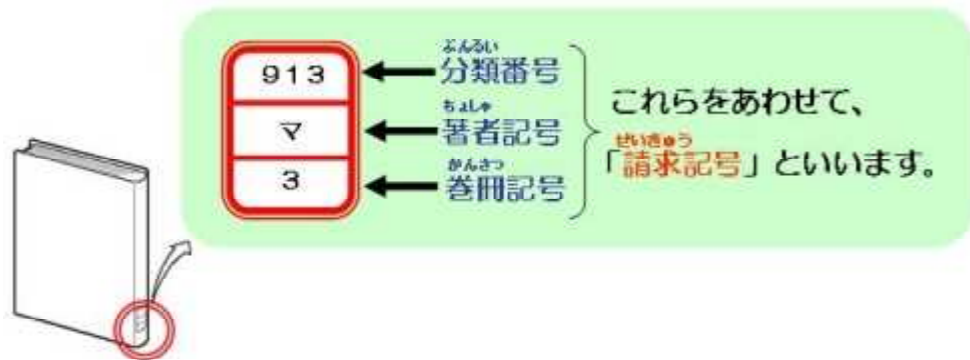 913
ぶんるい
分類番号
マ
ちょしゃ
著者記号
3
かんさつ
巻冊記号
これらをあわせて、
せいきゅう
「請求記号」といいます。